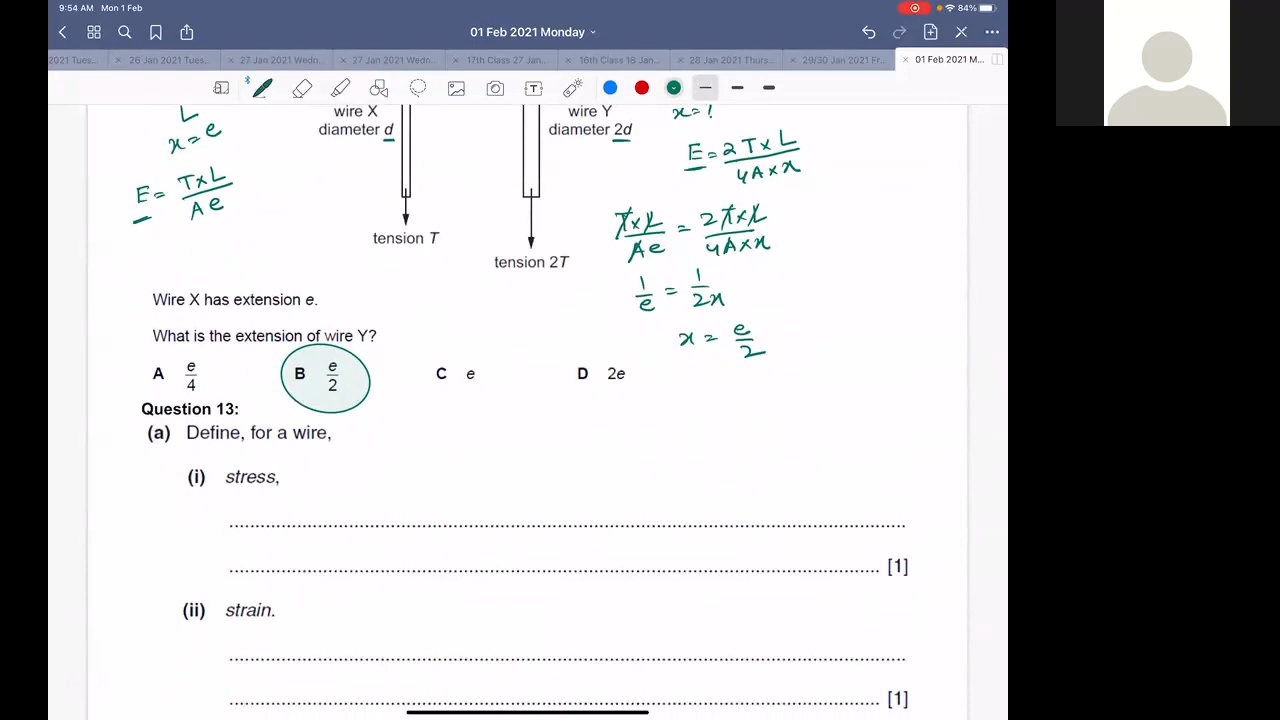 9:54 AM Mon 1 Feb
84%
01 Feb 2021 Monday
2021 Tues...
26 Jan 2021 Tues...
27 Jan 2021 Wedn...
27 Jan 2021 Wedn...
17th Class 27 Jan...
16th Class 18 Jan...
28 Jan 2021 Thurs...
29/30 Jan 2021 Fr...
01 Feb 2021 M...
L
x = e
E = T × L / A e
wire X
diameter d
wire Y
diameter 2d
x = ?
E = 2 T × L / 4A × x
T × L / A e = 2 T × L / 4A × x
1 / e = 1 / 2x
x = e / 2
tension T
tension 2T
Wire X has extension e.
What is the extension of wire Y?
A e/4 B e/2 C e D 2e
Question 13:
(a) Define, for a wire,
(i) stress,
..........................................................................................
.......................................................................................... [1]
(ii) strain.
..........................................................................................
.......................................................................................... [1]